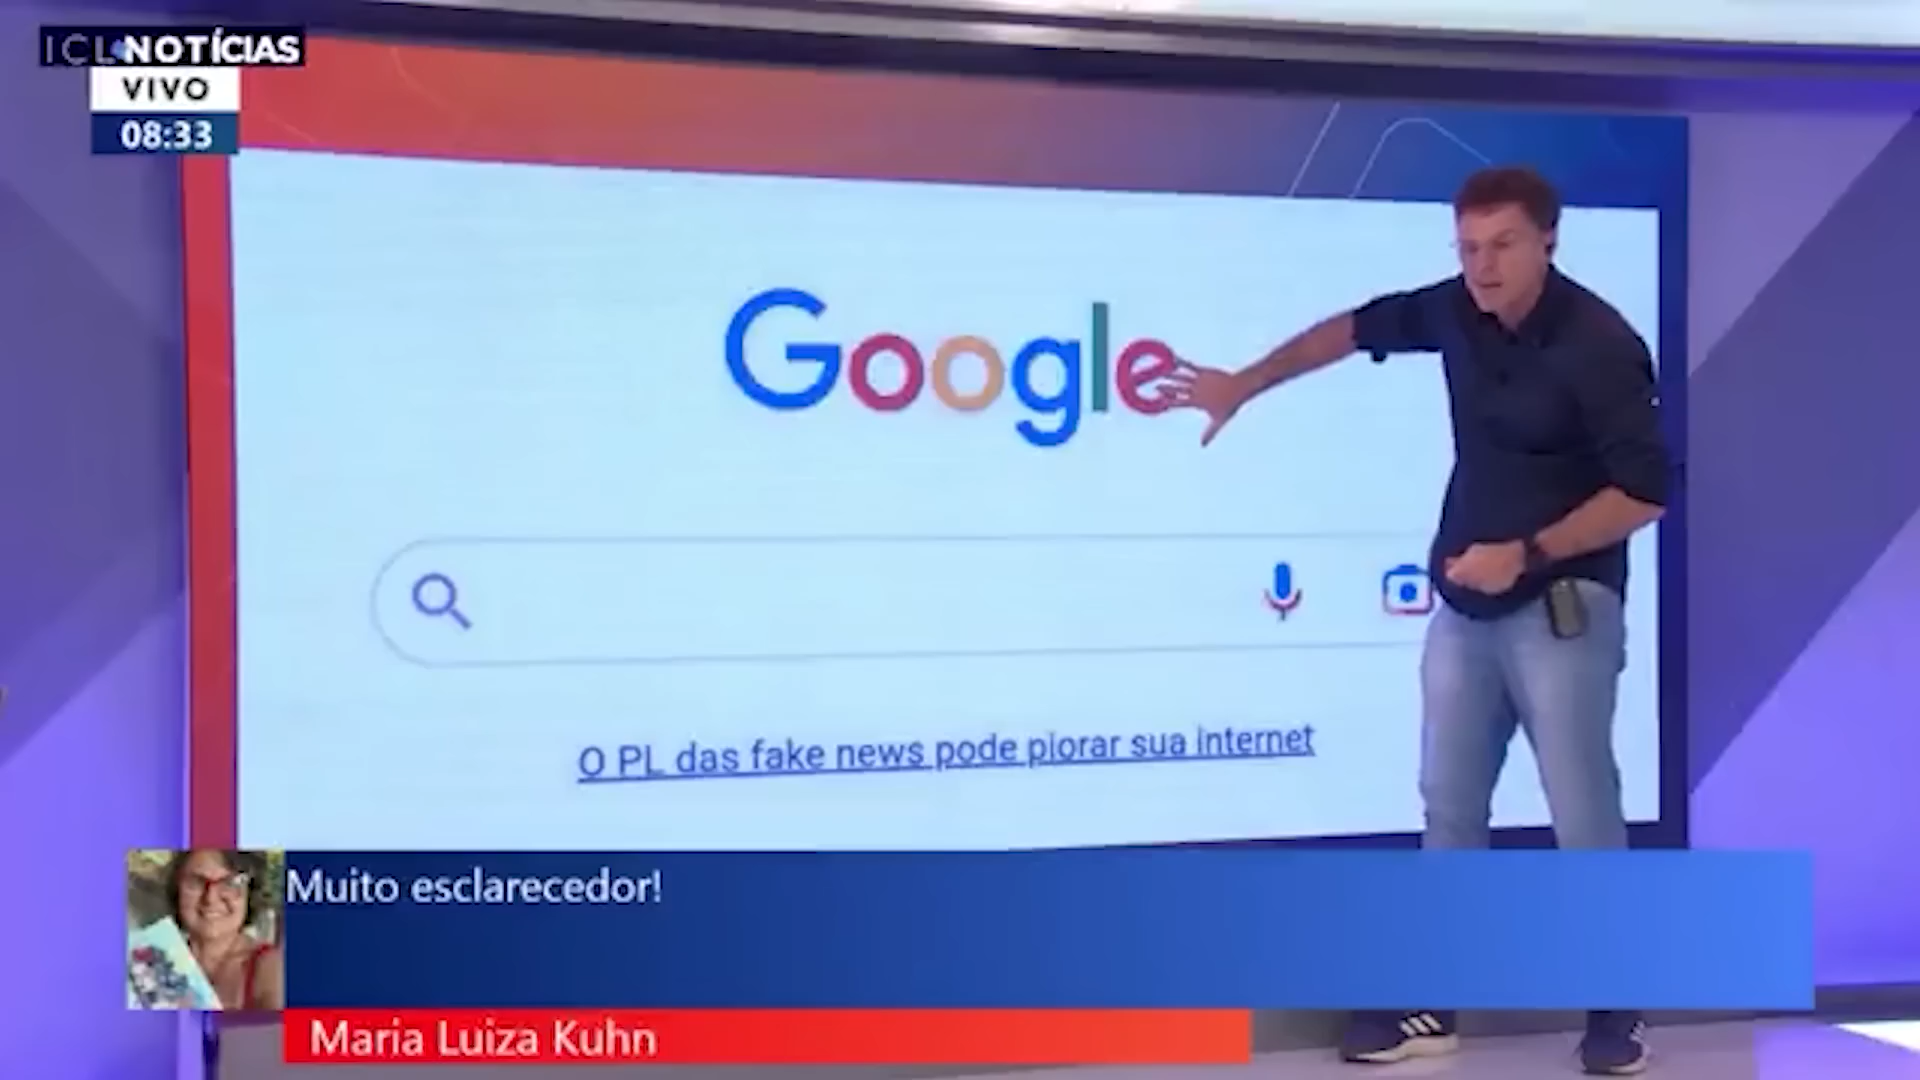 ICL NOTÍCIAS
VIVO
08:33
Google
O PL das fake news pode piorar sua internet
Muito esclarecedor!
Maria Luiza Kuhn